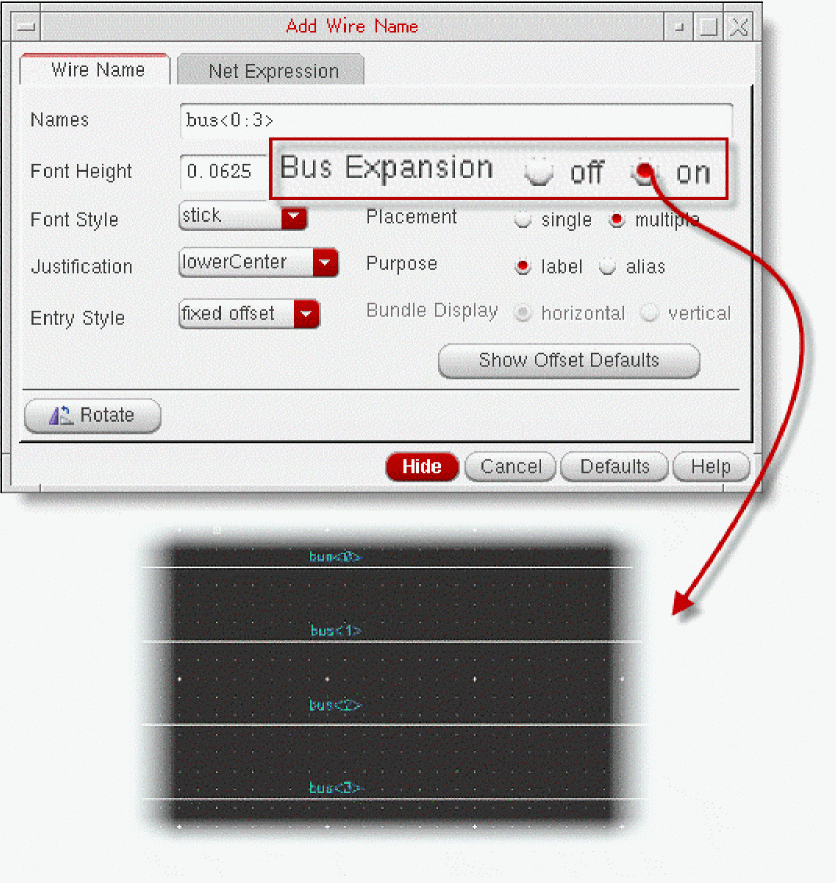 Add Wire Name
Wire Name Net Expression
Names bus<0:3>
Font Height 0.0625 Bus Expansion off on
Font Style stick Placement single multiple
Justification lowerCenter Purpose label alias
Entry Style fixed offset Bundle Display horizontal vertical
Show Offset Defaults
Rotate
Hide Cancel Defaults Help
bus<0>
bus<1>
bus<2>
bus<3>